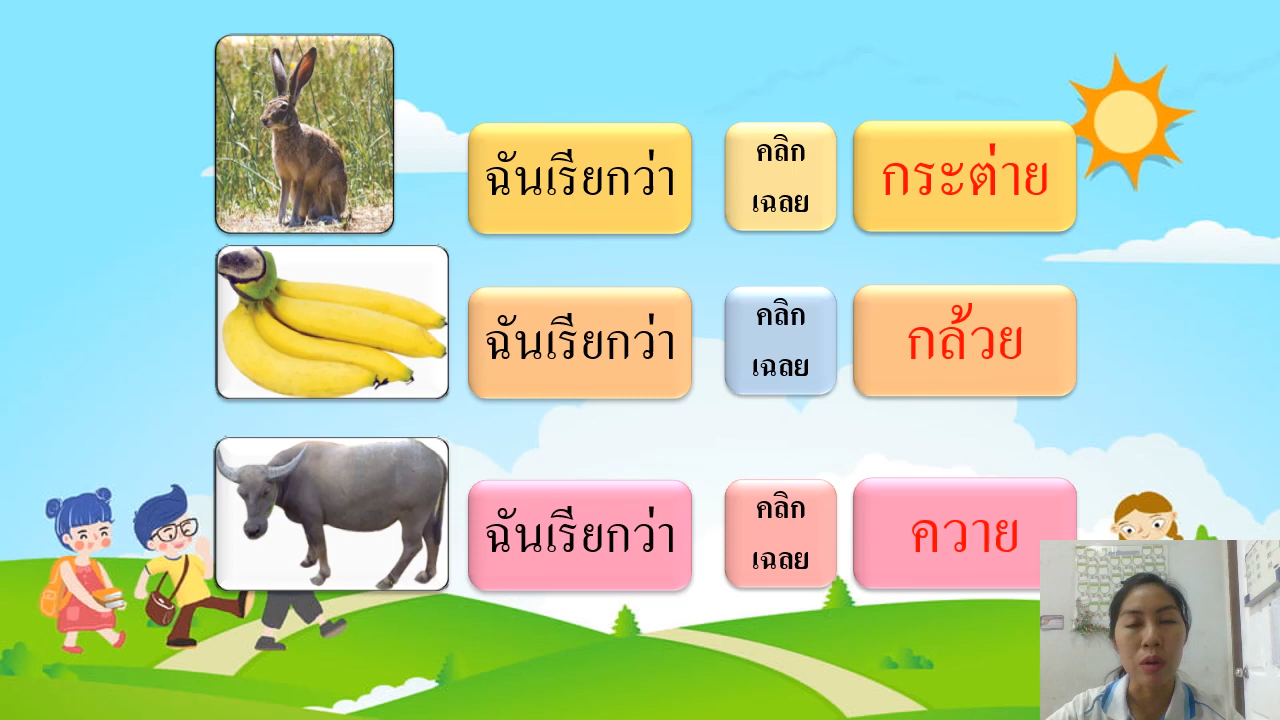 ฉันเรียกว่า
คลิก
เฉลย
กระต่าย
ฉันเรียกว่า
คลิก
เฉลย
กล้วย
ฉันเรียกว่า
คลิก
เฉลย
ควาย